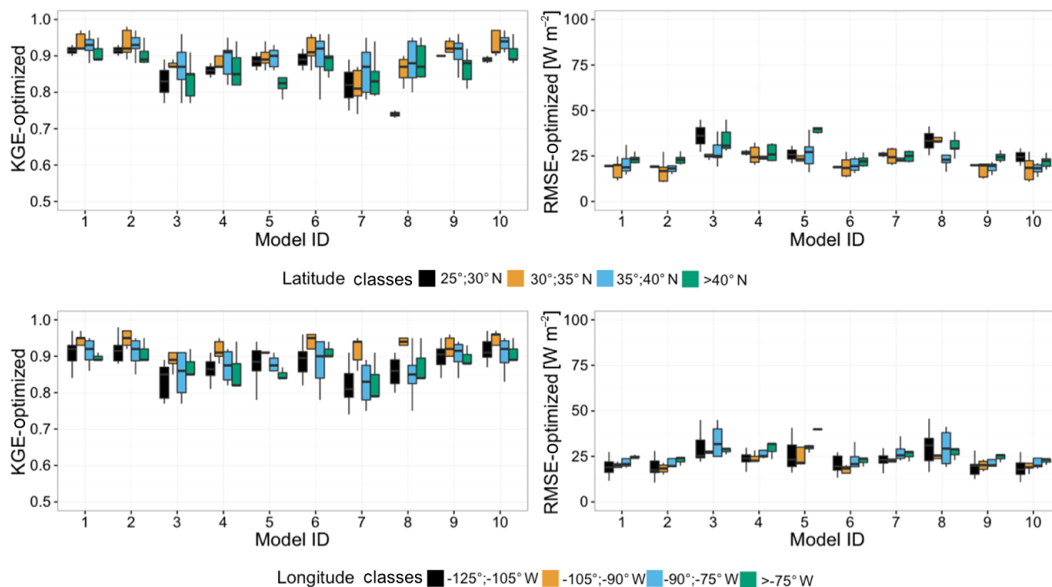 KGE-optimized
1.0
0.9
0.8
0.7
0.6
0.5
1 2 3 4 5 6 7 8 9 10
Model ID
RMSE-optimized [W m⁻²]
100
75
50
25
0
1 2 3 4 5 6 7 8 9 10
Model ID
Latitude classes 25°;30°N 30°;35°N 35°;40°N >40°N
KGE-optimized
1.0
0.9
0.8
0.7
0.6
0.5
1 2 3 4 5 6 7 8 9 10
Model ID
RMSE-optimized [W m⁻²]
100
75
50
25
0
1 2 3 4 5 6 7 8 9 10
Model ID
Longitude classes -125°;-105°W -105°;-90°W -90°;-75°W >-75°W